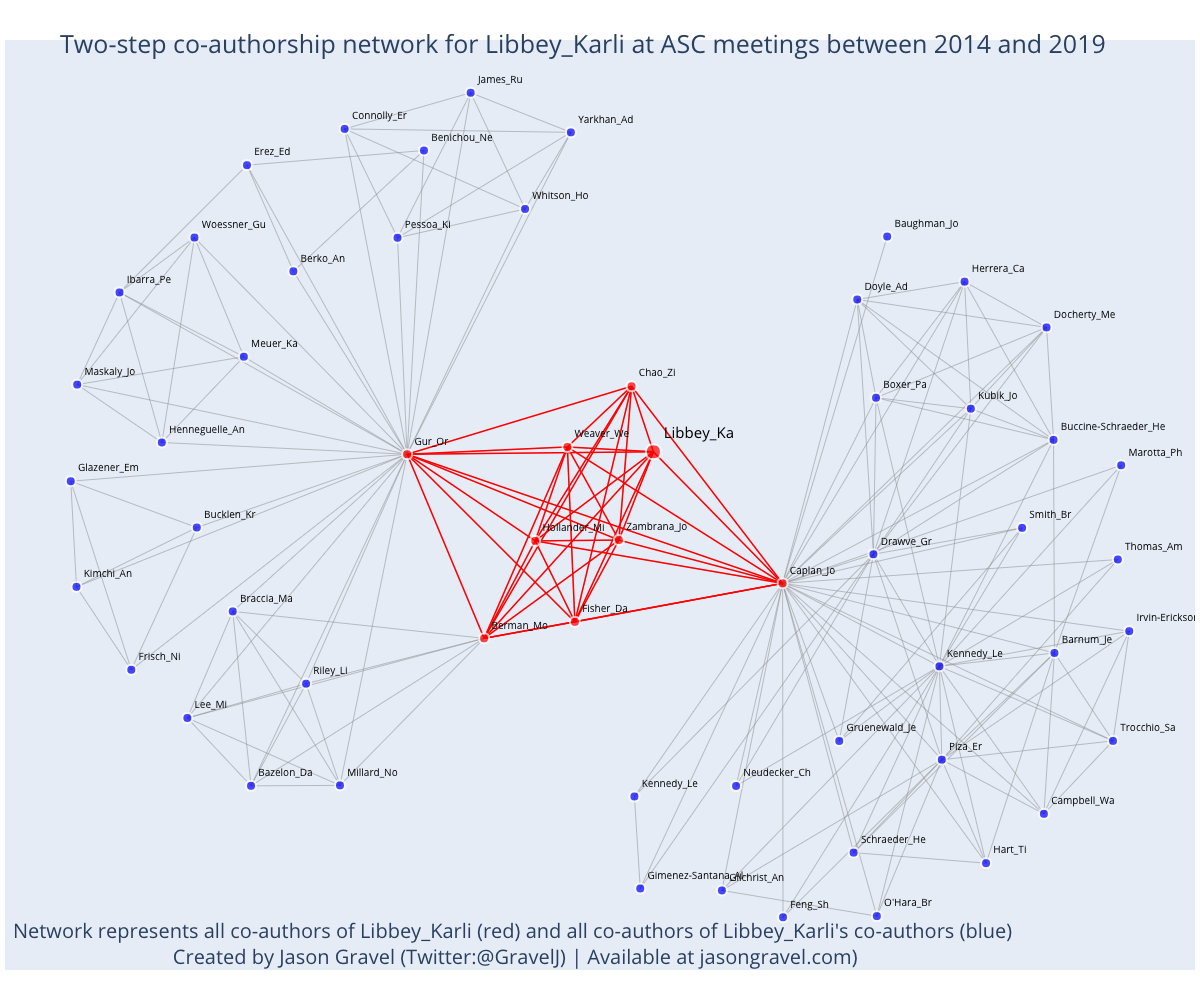 Two-step co-authorship network for Libbey_Karli at ASC meetings between 2014 and 2019
James_Ru
Connolly_Er
Yarkhan_Ad
Benichou_Ne
Erez_Ed
Whitson_Ho
Woessner_Gu
Pessoa_Ki
Baughman_Jo
Berko_An
Herrera_Ca
Ibarra_Pe
Doyle_Ad
Docherty_Me
Meuer_Ka
Maskaly_Jo
Chao_Zi
Boxer_Pa
Kubik_Jo
Henneguelle_An
Gur_Or
Weaver_We
Libbey_Ka
Buccine-Schraeder_He
Glazener_Em
Marotta_Ph
Bucklen_Kr
Hollander_Mi
Zambrana_Jo
Smith_Br
Drawve_Gr
Thomas_Am
Kimchi_An
Caplan_Jo
Braccia_Ma
Berman_Mo
Fisher_Da
Irvin-Erickson
Barnum_Je
Frisch_Ni
Riley_Li
Kennedy_Le
Lee_Mi
Gruenewald_Je
Trocchio_Sa
Piza_Er
Bazelon_Da
Millard_No
Kennedy_Le
Neudecker_Ch
Campbell_Wa
Schraeder_He
Hart_Ti
Gimenez-Santana_Al
Gilchrist_An
Feng_Sh
O'Hara_Br
Network represents all co-authors of Libbey_Karli (red) and all co-authors of Libbey_Karli's co-authors (blue)
Created by Jason Gravel (Twitter:@GravelJ) | Available at jasongravel.com)